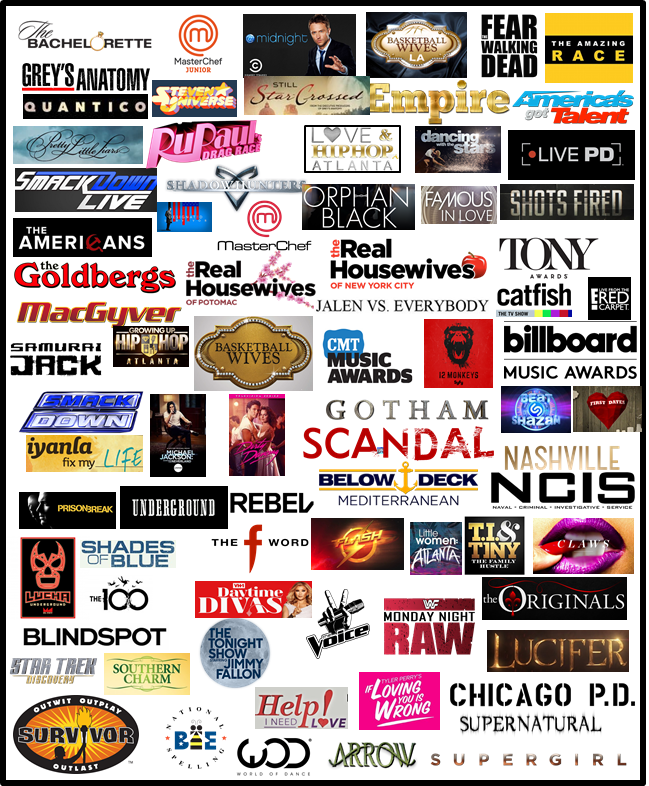 The
BACHELORETTE
MasterChef
JUNIOR
@midnight
COMEDY CENTRAL
BASKETBALL
WIVES
LA
FEAR
THE
WALKING
DEAD
THE AMAZING
RACE
GREY'S ANATOMY
QUANTICO
STEVEN
UNIVERSE
STILL
Star-Crossed
Empire
America's
got Talent
Pretty Little Liars
RuPaul's
DRAG RACE
LOVE &
HIPHOP
ATLANTA
dancing
with the
stars
LIVE PD
SMACKDOWN
LIVE
SHADOWHUNTERS
MasterChef
ORPHAN
BLACK
FAMOUS
IN LOVE
SHOTS FIRED
THE
AMERICANS
the
Goldbergs
the
Real
Housewives
OF POTOMAC
the
Real
Housewives
OF NEW YORK CITY
TONY
AWARDS
MacGyver
JALEN VS. EVERYBODY
catfish
THE TV SHOW
LIVE FROM THE
RED
CARPET
SAMURAI
JACK
GROWING UP
HIP HOP
ATLANTA
BASKETBALL
WIVES
CMT
MUSIC
AWARDS
12 MONKEYS
syfy
billboard
MUSIC AWARDS
SMACK
DOWN
MICHAEL
JACKSON:
Dirty Dancing
GOTHAM
BEAT
SHAZAM
FIRST DATES
iyanla
fix my LIFE
SCANDAL
NASHVILLE
BELOW DECK
MEDITERRANEAN
NCIS
NAVAL • CRIMINAL • INVESTIGATIVE • SERVICE
PRISON BREAK
UNDERGROUND
REBEL
SHADES
OF BLUE
THE f WORD
FLASH
Little
women:
ATLANTA
T.I. &
TINY
THE FAMILY
HUSTLE
CLAWS
LUCHA
UNDERGROUND
THE 100
VH1
Daytime
DIVAS
The
Voice
WWF
MONDAY NIGHT
RAW
the ORIGINALS
BLINDSPOT
THE
TONIGHT
SHOW
STARRING
JIMMY
FALLON
LUCIFER
STAR TREK
DISCOVERY
SOUTHERN
CHARM
Help!
I NEED LOVE
TYLER PERRY'S
IF
LOVING
YOU IS
WRONG
CHICAGO P.D.
SUPERNATURAL
OUTWIT OUTPLAY
SURVIVOR
OUTLAST
TM
NATIONAL
BEE
SPELLING
WOD
WORLD OF DANCE
ARROW
SUPERGIRL